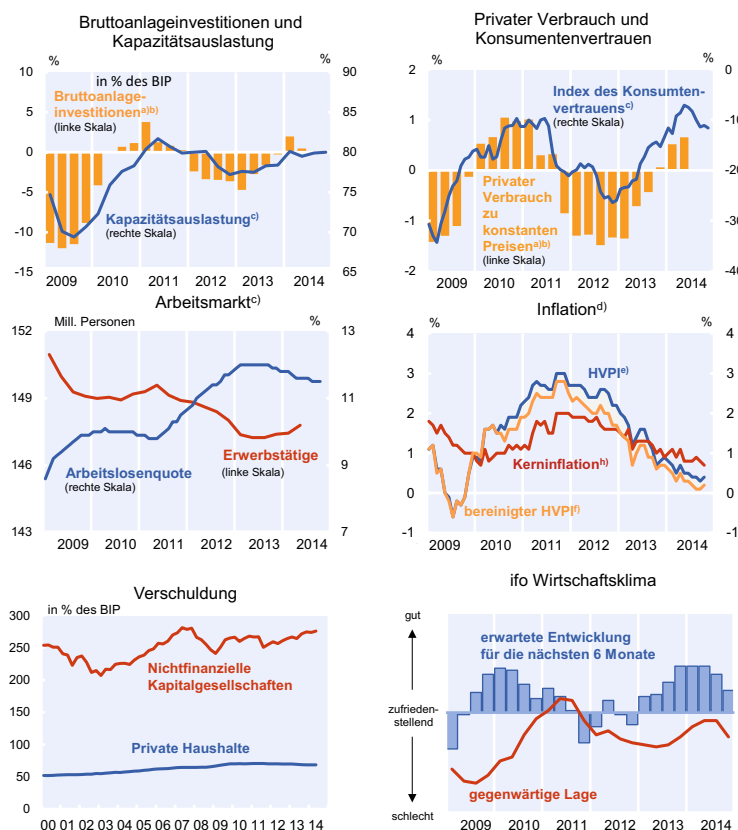 Bruttoanlageinvestitionen und
Kapazitätsauslastung
%
%
in % des BIP
Bruttoanlage-
investitionen a)b)
(linke Skala)
Kapazitätsauslastung c)
(rechte Skala)
10
5
0
-5
-10
-15
90
85
80
75
70
65
2009 2010 2011 2012 2013 2014
Privater Verbrauch und
Konsumentenvertrauen
%
%
Index des Konsumten-
vertrauens c)
(rechte Skala)
Privater
Verbrauch
zu
konstanten
Preisen a)b)
(linke Skala)
2
1
0
-1
-2
0
-10
-20
-30
-40
2009 2010 2011 2012 2013 2014
Arbeitsmarkt c)
Mill. Personen
%
Erwerbstätige
(linke Skala)
Arbeitslosenquote
(rechte Skala)
152
149
146
143
13
11
9
7
2009 2010 2011 2012 2013 2014
Inflation d)
%
%
HVPI e)
Kerninflation h)
bereinigter HVPI f)
4
3
2
1
0
-1
4
3
2
1
0
-1
2009 2010 2011 2012 2013 2014
Verschuldung
in % des BIP
Nichtfinanzielle
Kapitalgesellschaften
Private Haushalte
300
250
200
150
100
50
0
00 01 02 03 04 05 06 07 08 09 10 11 12 13 14
ifo Wirtschaftsklima
gut
zufrieden-
stellend
schlecht
erwartete Entwicklung
für die nächsten 6 Monate
gegenwärtige Lage
2009 2010 2011 2012 2013 2014